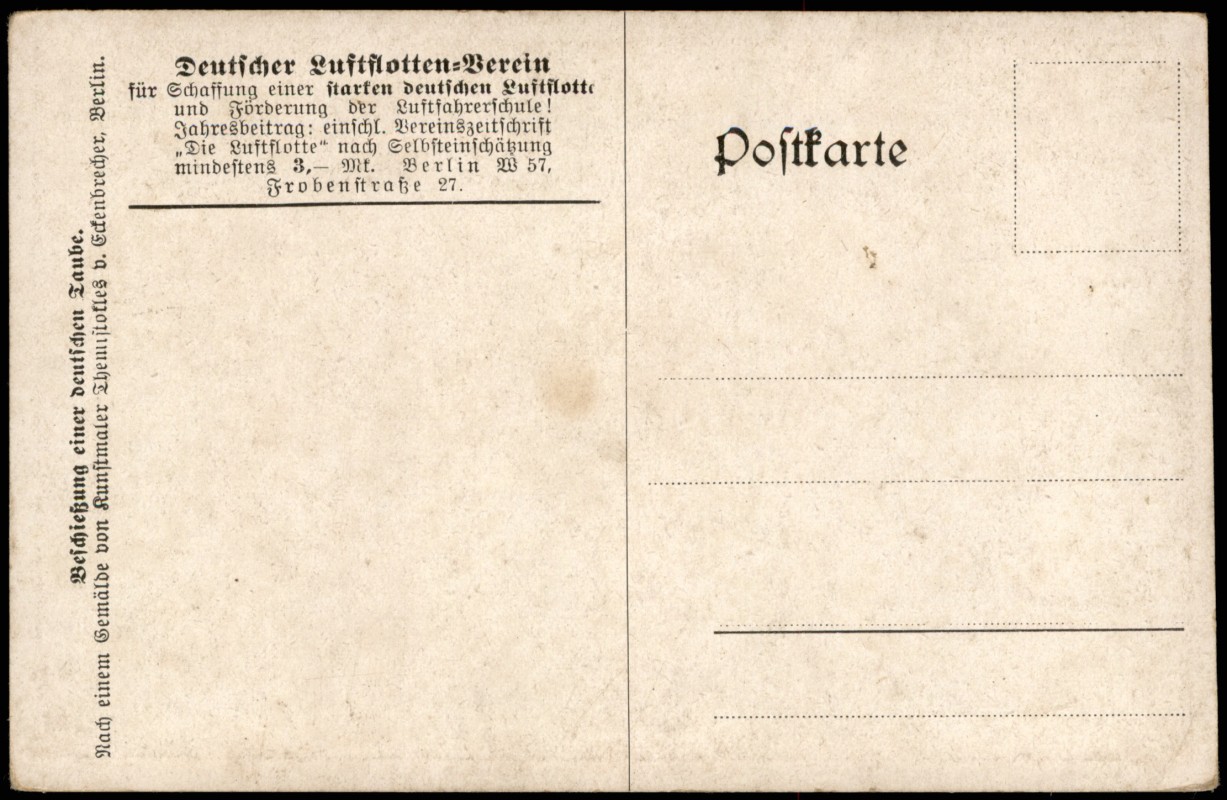 Deutscher Luftflotten-Verein
für Schaffung einer starken deutschen Luftflotte
und Förderung der Luftfahrerschule!
Jahresbeitrag: einschl. Vereinszeitschrift
„Die Luftflotte“ nach Selbsteinschätzung
mindestens 3,— Mk. Berlin W 57,
Frobenstraße 27.
Postkarte
Beschießung einer deutschen Taube.
Nach einem Gemälde von Kunstmaler Themistokles v. Eckenbrecher, Berlin.